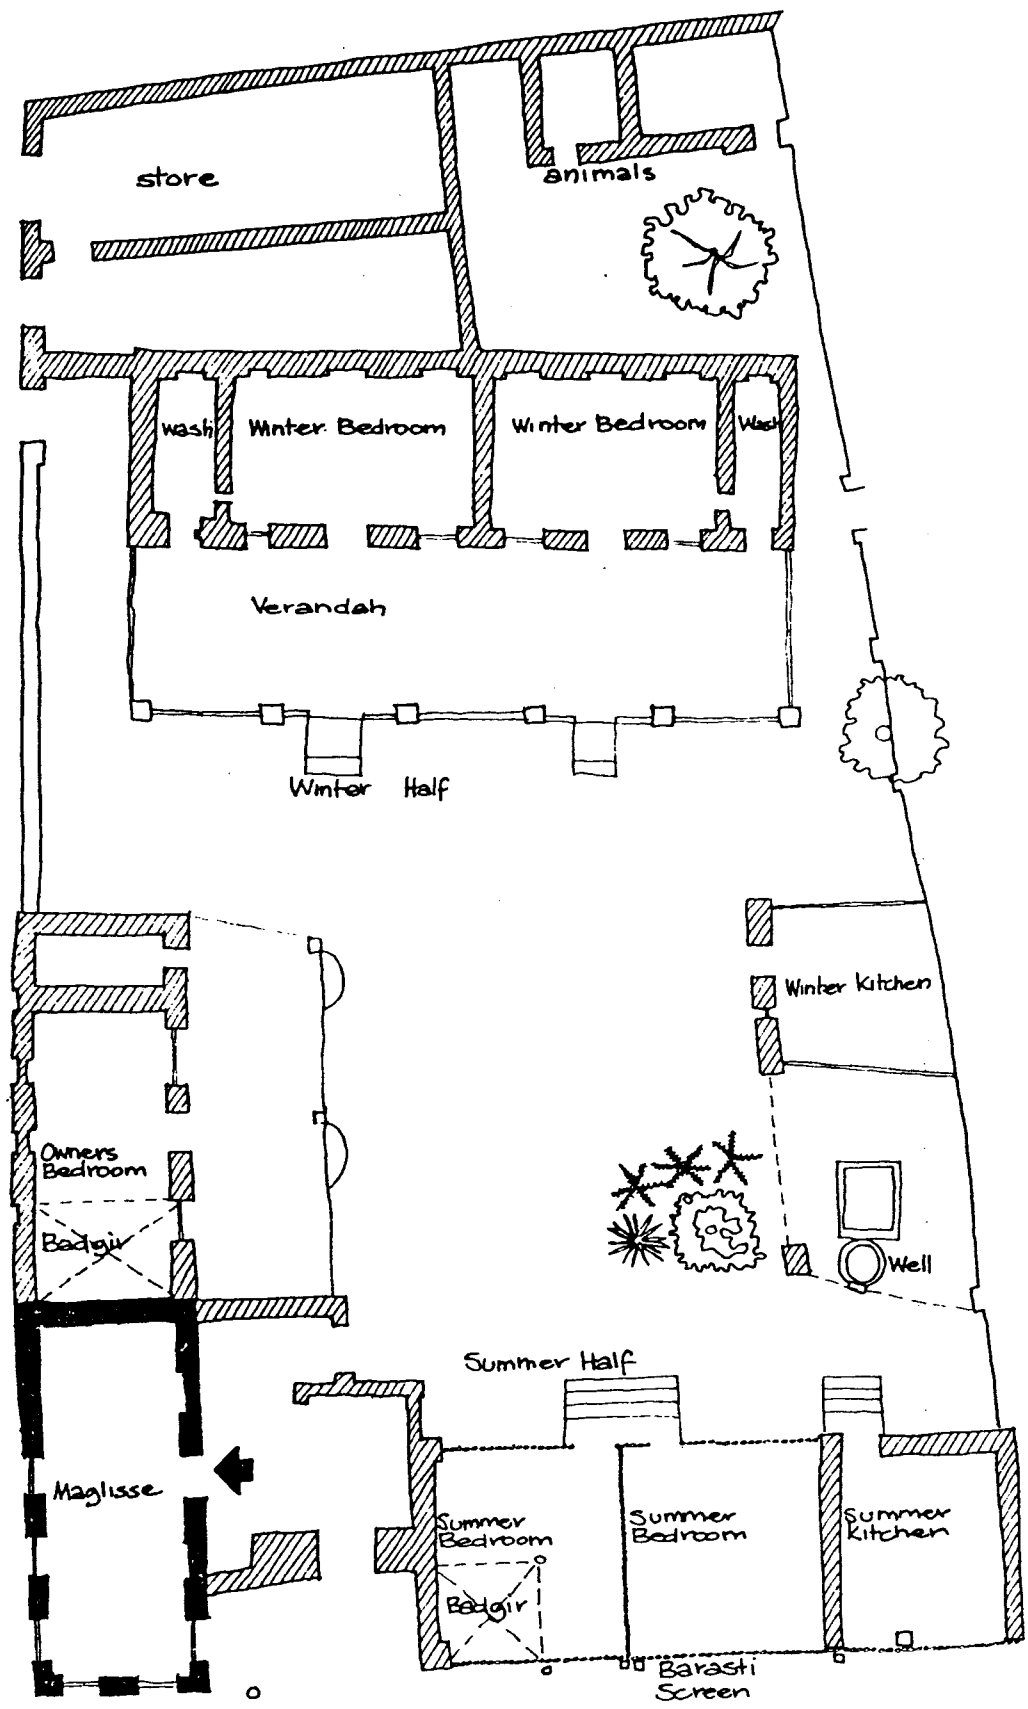 store
animals
Wash
Winter Bedroom
Winter Bedroom
Wash
Verandah
Winter Half
Winter Kitchen
Owners
Bedroom
Badgir
Well
Summer Half
Maglisse
Summer
Bedroom
Summer
Bedroom
Summer
Kitchen
Badgir
Barasti
Screen